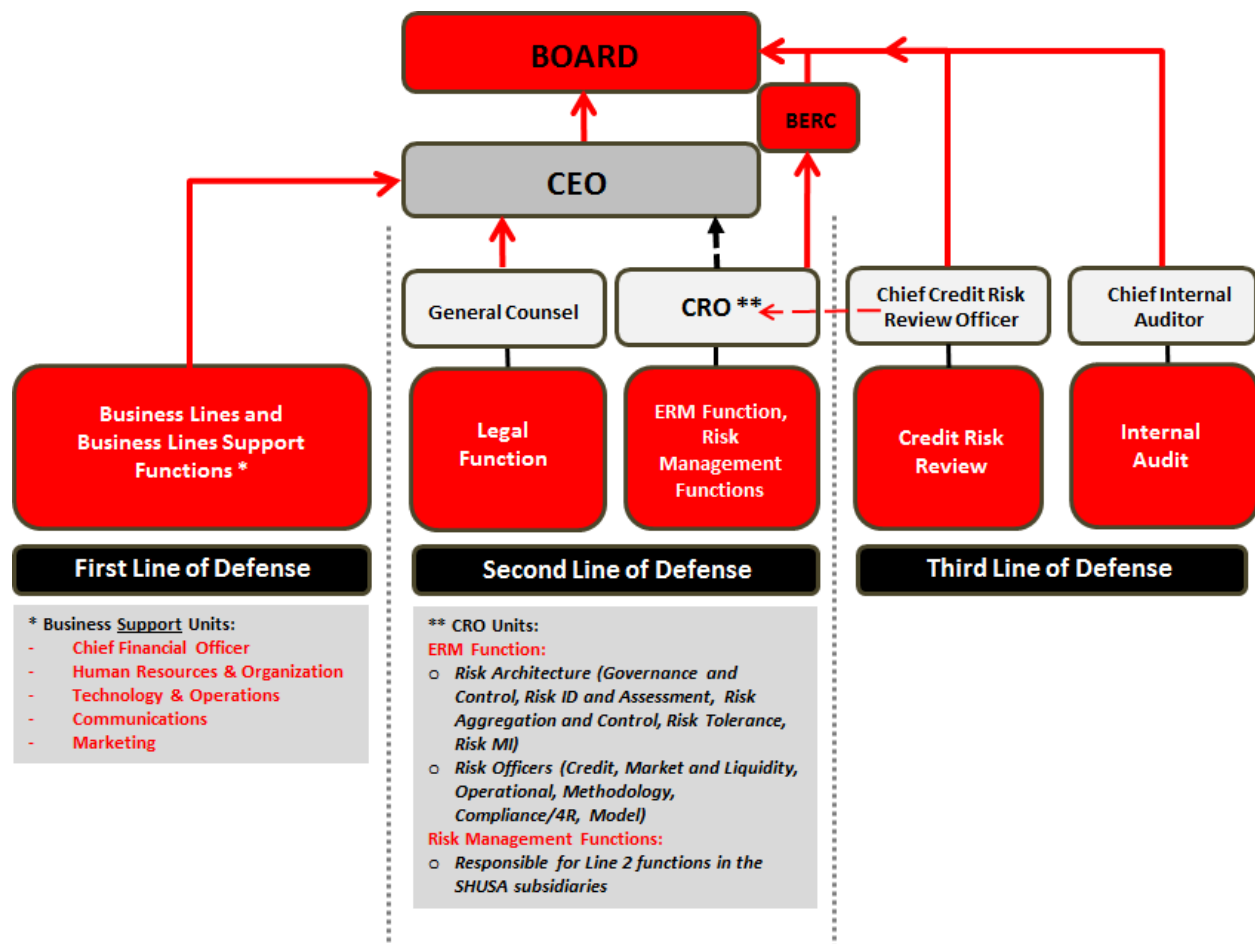 BOARD
BERC
CEO
General Counsel
CRO **
Chief Credit Risk
Review Officer
Chief Internal
Auditor
Business Lines and
Business Lines Support
Functions *
Legal
Function
ERM Function,
Risk
Management
Functions
Credit Risk
Review
Internal
Audit
First Line of Defense
Second Line of Defense
Third Line of Defense
* Business Support Units:
- Chief Financial Officer
- Human Resources & Organization
- Technology & Operations
- Communications
- Marketing
** CRO Units:
ERM Function:
o Risk Architecture (Governance and
Control, Risk ID and Assessment, Risk
Aggregation and Control, Risk Tolerance,
Risk MI)
o Risk Officers (Credit, Market and Liquidity,
Operational, Methodology,
Compliance/4R, Model)
Risk Management Functions:
o Responsible for Line 2 functions in the
SHUSA subsidiaries